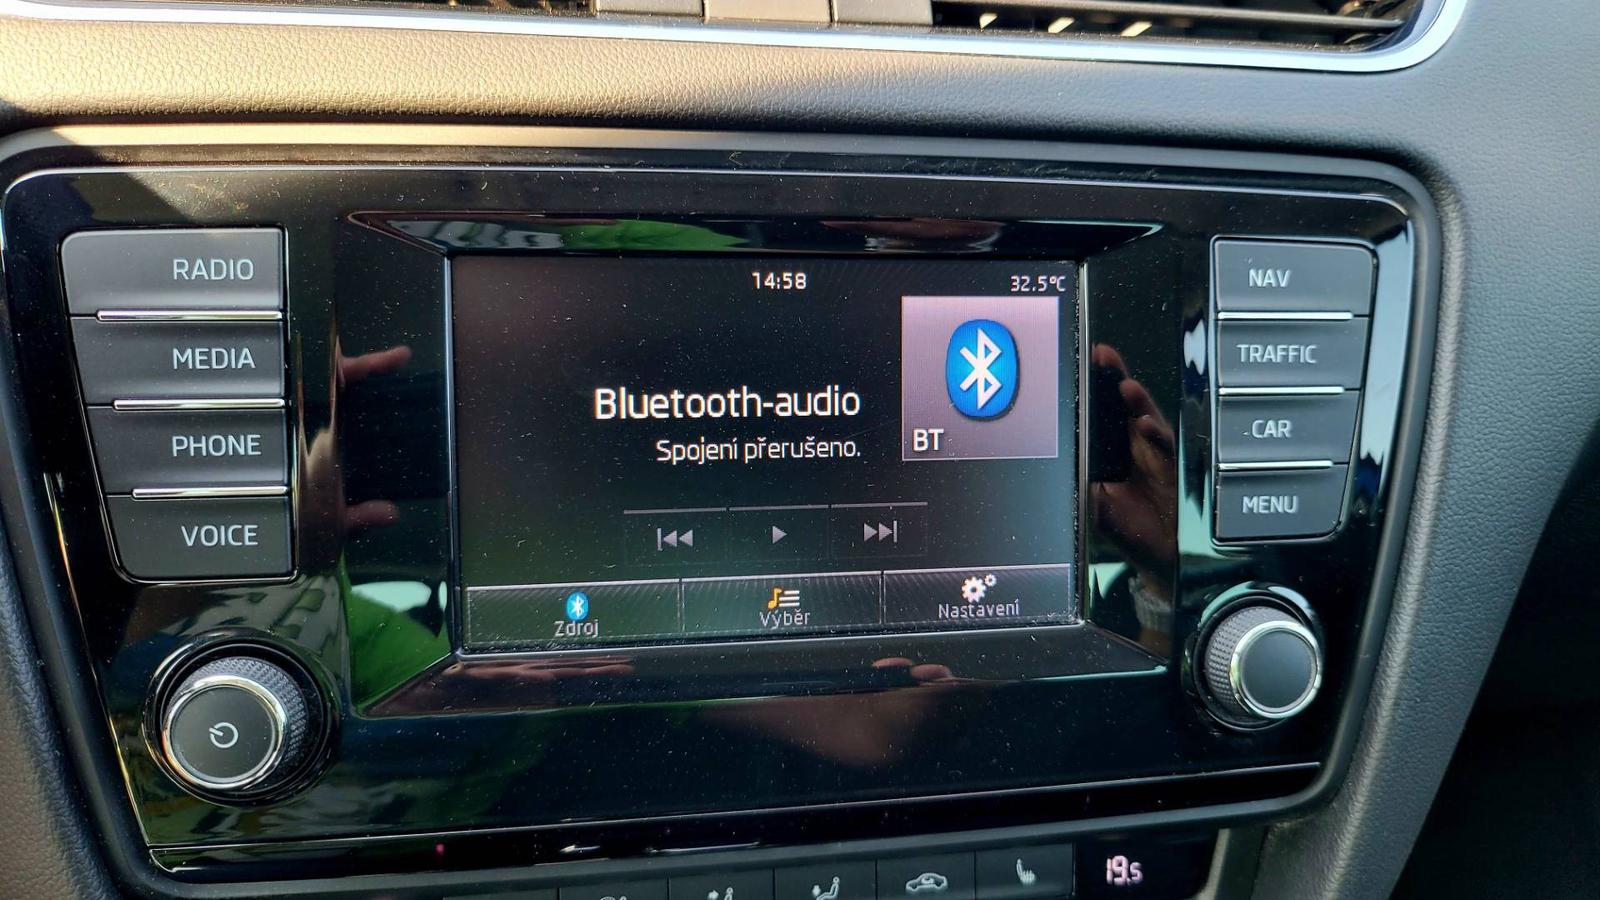 RADIO
MEDIA
PHONE
VOICE
14:58
32.5°C
Bluetooth-audio
Spojení přerušeno.
BT
Zdroj
Výběr
Nastavení
NAV
TRAFFIC
CAR
MENU
19.5